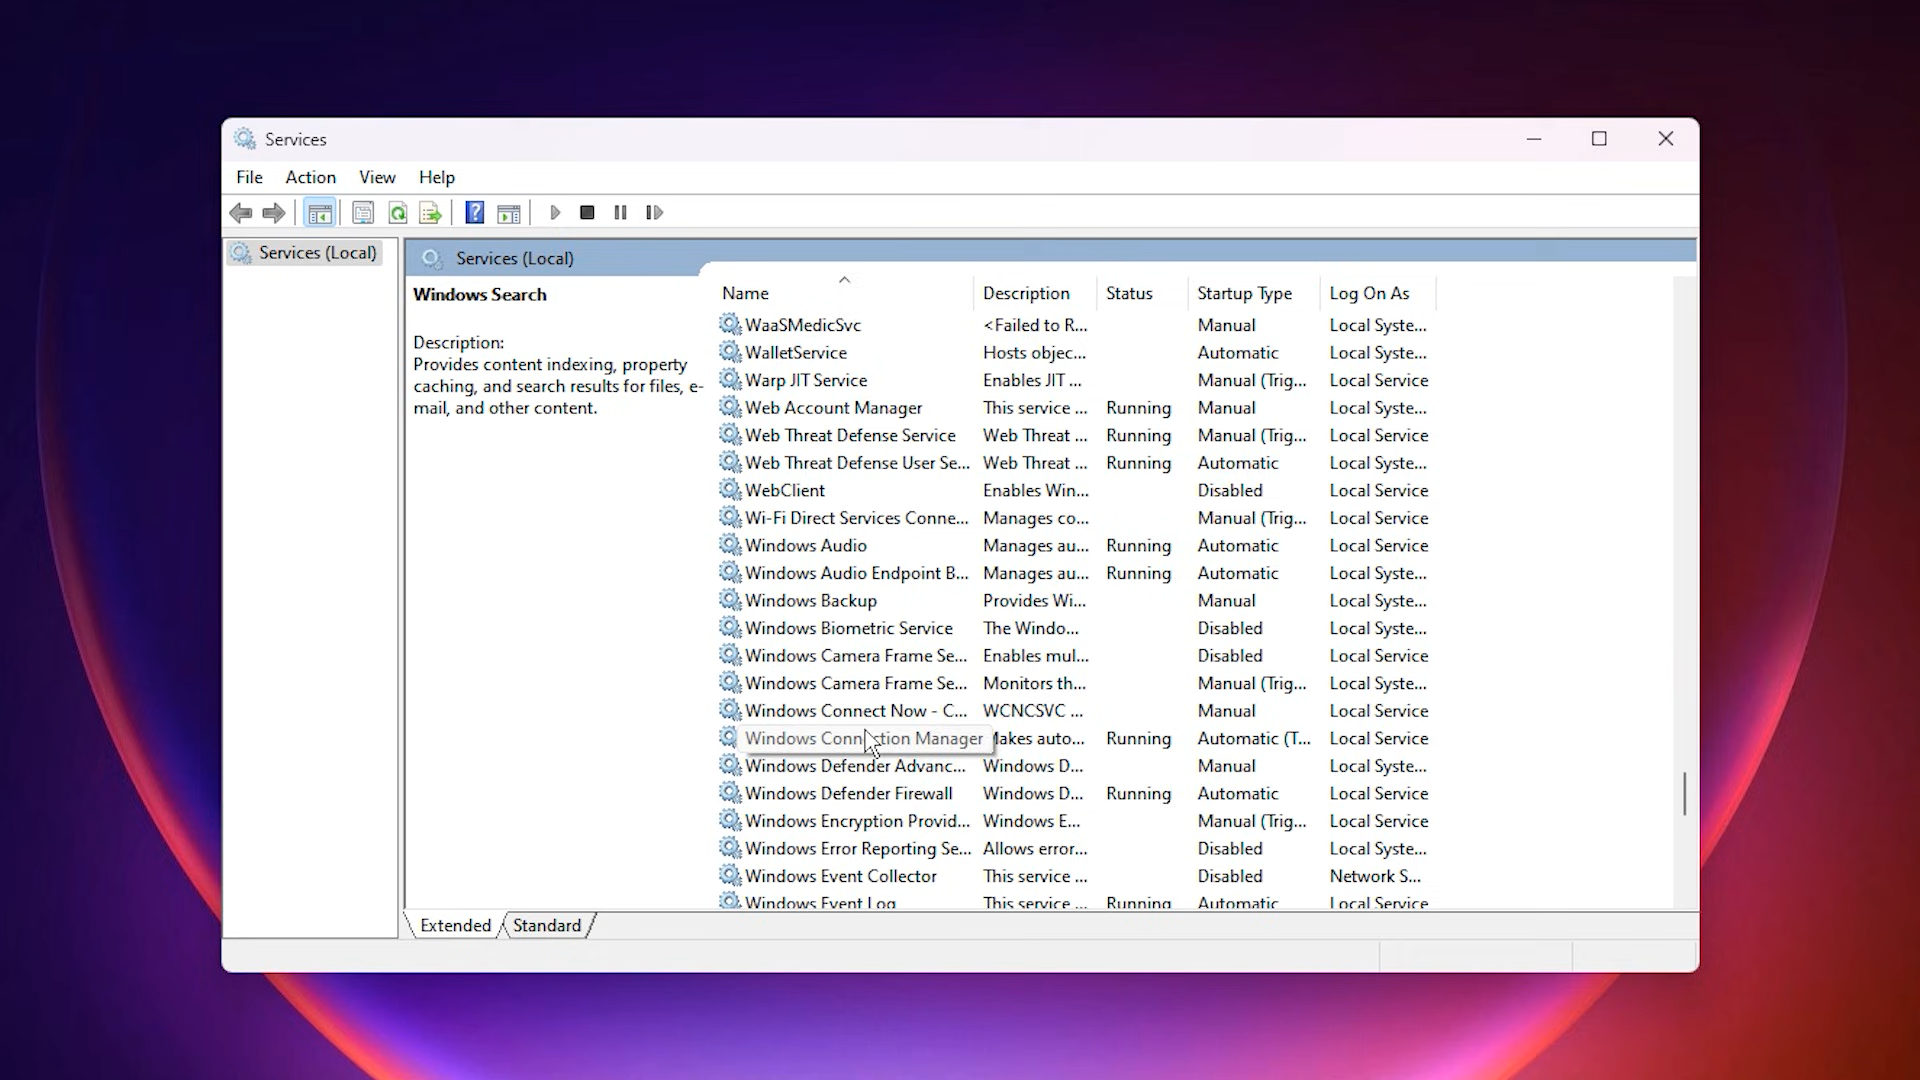 Services
File Action View Help
Services (Local)
Services (Local)
Windows Search
Description:
Provides content indexing, property
caching, and search results for files, e-
mail, and other content.
Name Description Status Startup Type Log On As
WaaSMedicSvc <Failed to R... Manual Local Syste...
WalletService Hosts objec... Automatic Local Syste...
Warp JIT Service Enables JIT ... Manual (Trig... Local Service
Web Account Manager This service ... Running Manual Local Syste...
Web Threat Defense Service Web Threat ... Running Manual (Trig... Local Service
Web Threat Defense User Se... Web Threat ... Running Automatic Local Syste...
WebClient Enables Win... Disabled Local Service
Wi-Fi Direct Services Conne... Manages co... Manual (Trig... Local Service
Windows Audio Manages au... Running Automatic Local Service
Windows Audio Endpoint B... Manages au... Running Automatic Local Syste...
Windows Backup Provides Wi... Manual Local Syste...
Windows Biometric Service The Windo... Disabled Local Syste...
Windows Camera Frame Se... Enables mul... Disabled Local Service
Windows Camera Frame Se... Monitors th... Manual (Trig... Local Syste...
Windows Connect Now - C... WCNCSVC ... Manual Local Service
Windows Connection Manager Makes auto... Running Automatic (T... Local Service
Windows Defender Advanc... Windows D... Manual Local Syste...
Windows Defender Firewall Windows D... Running Automatic Local Service
Windows Encryption Provid... Windows E... Manual (Trig... Local Service
Windows Error Reporting Se... Allows error... Disabled Local Syste...
Windows Event Collector This service ... Disabled Network S...
Windows Event Log This service ... Running Automatic Local Service
Extended Standard